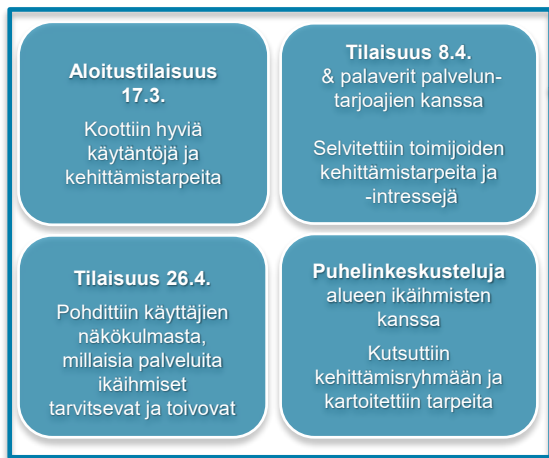 Aloitustilaisuus
17.3.
Koottiin hyviä
käytäntöjä ja
kehittämistarpeita
Tilaisuus 8.4.
& palaverit palvelun-
tarjoajien kanssa
Selvitettiin toimijoiden
kehittämistarpeita ja
-intressejä
Tilaisuus 26.4.
Pohdittiin käyttäjien
näkökulmasta,
millaisia palveluita
ikäihmiset
tarvitsevat ja toivovat
Puhelinkeskusteluja
alueen ikäihmisten
kanssa
Kutsuttiin
kehittämisryhmään ja
kartoitettiin tarpeita